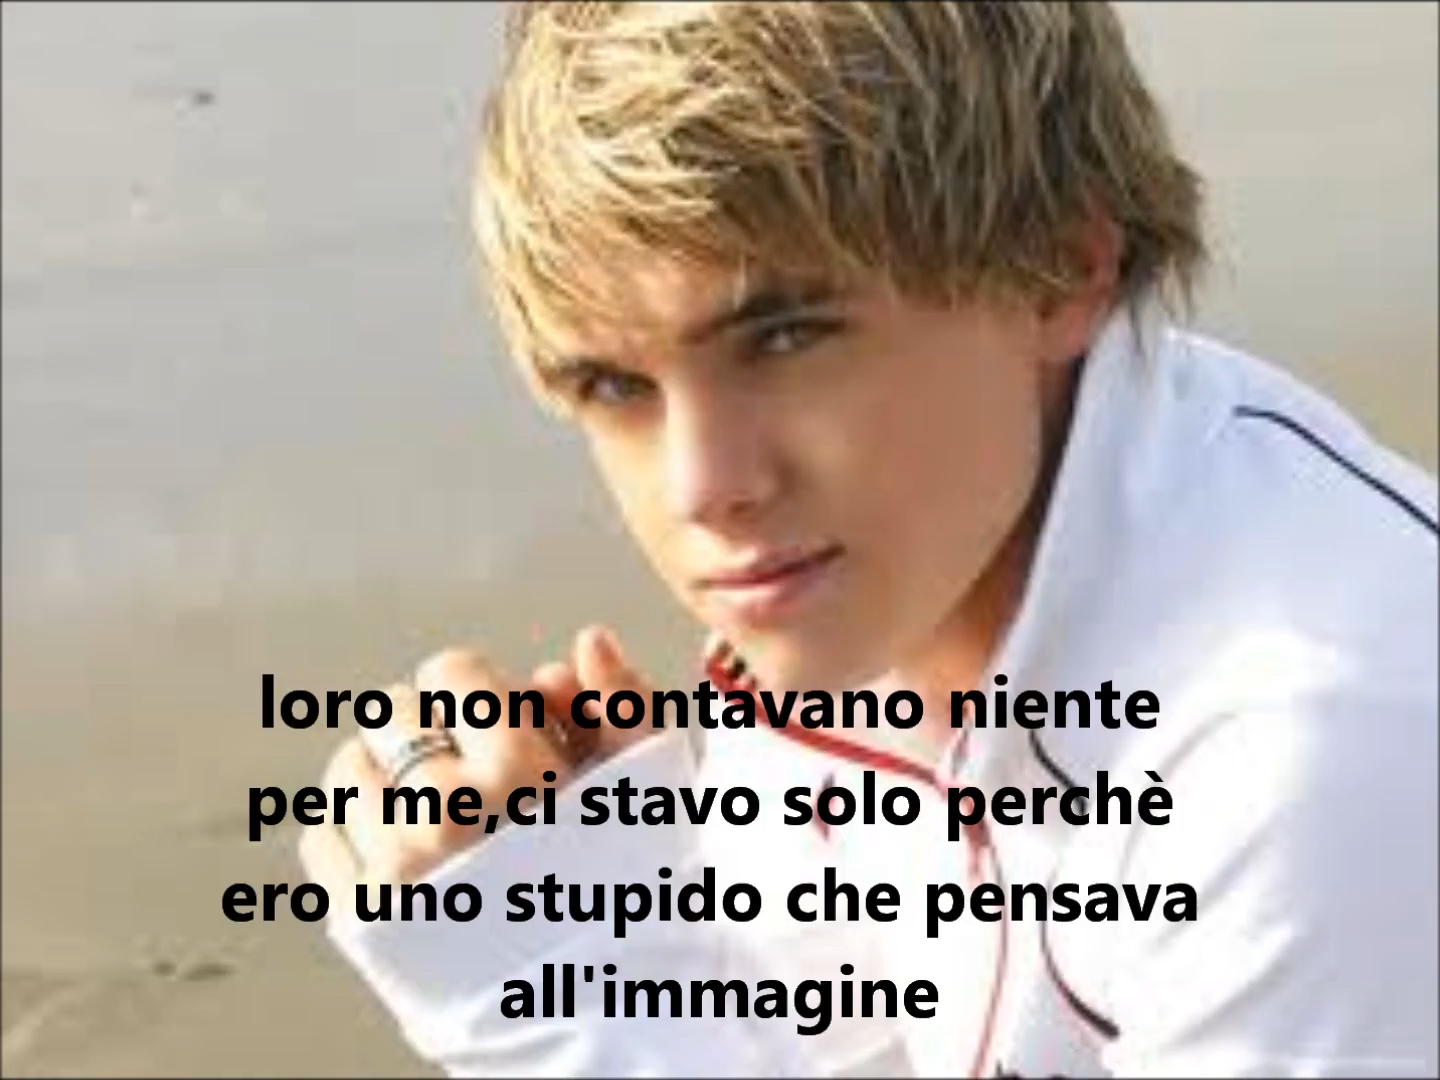 loro non contavano niente
per me,ci stavo solo perchè
ero uno stupido che pensava
all'immagine